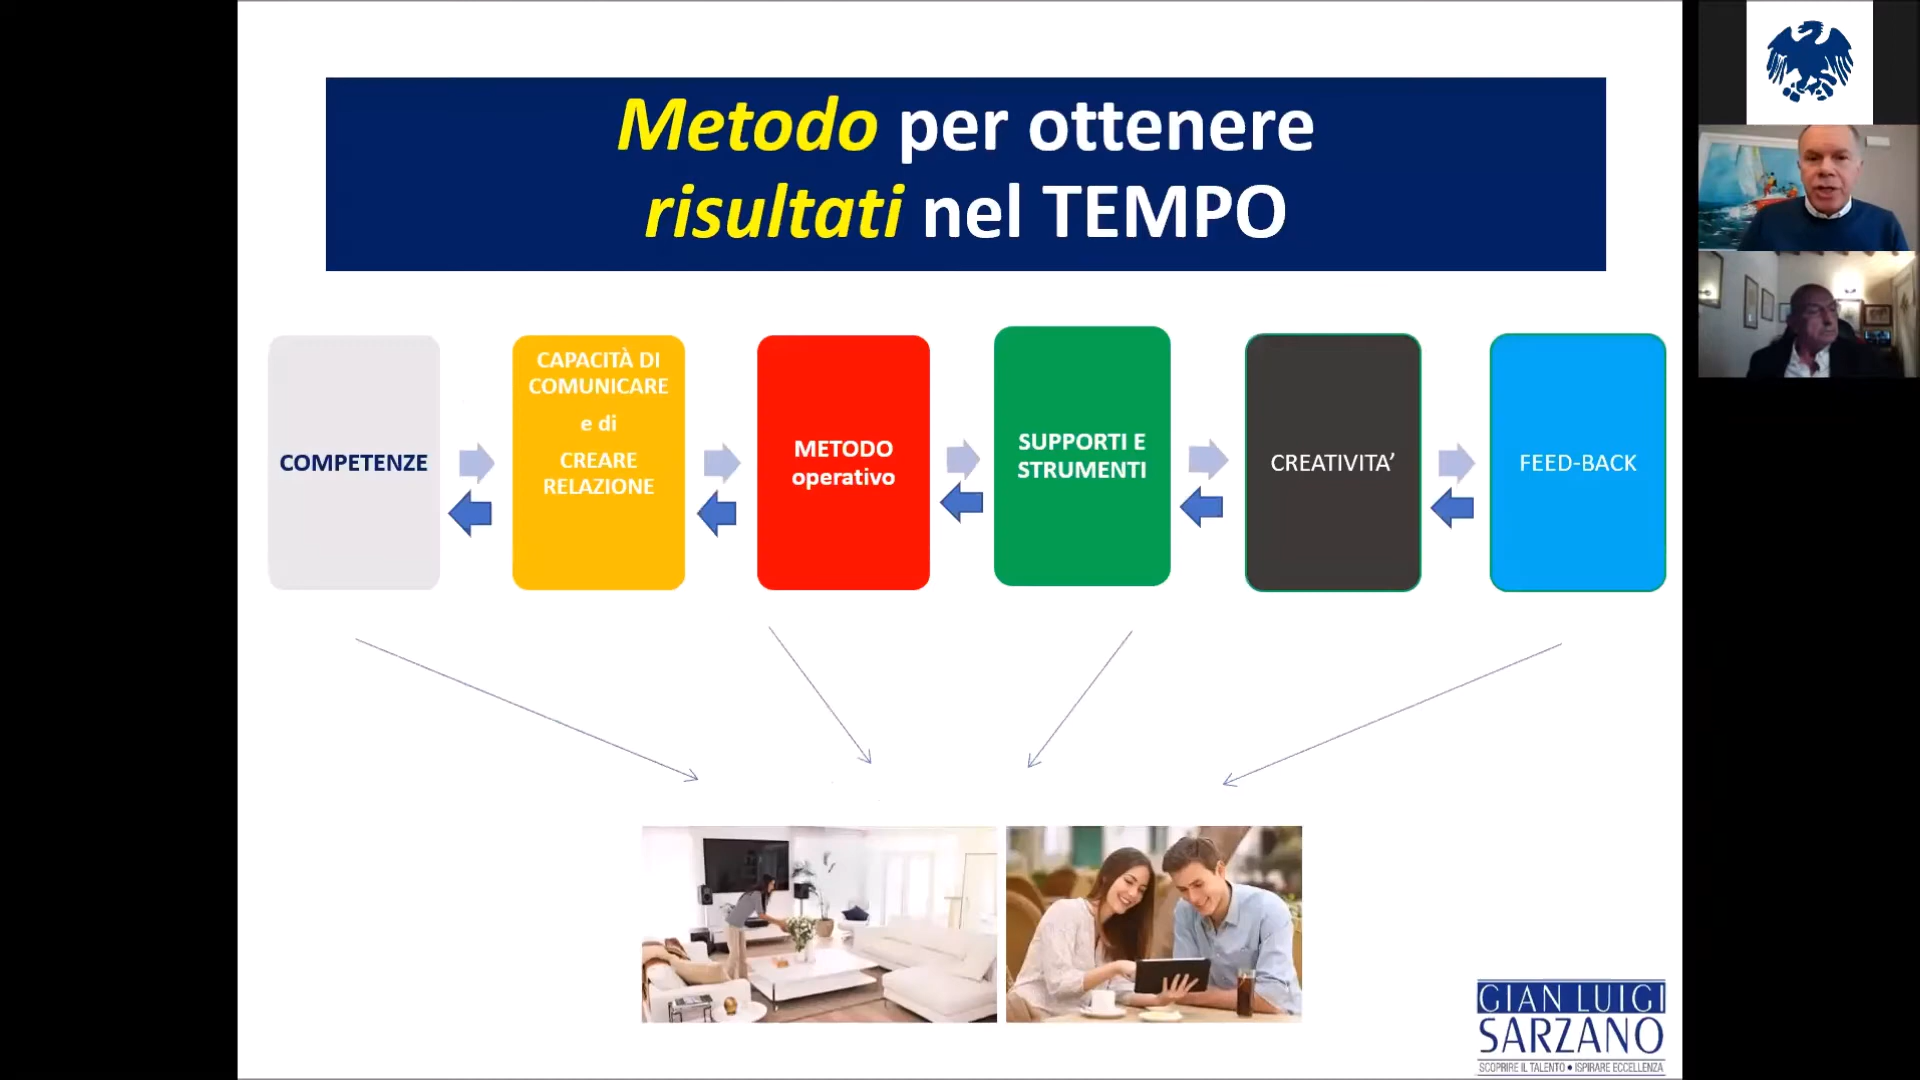 Metodo per ottenere
risultati nel TEMPO
COMPETENZE
CAPACITÀ DI
COMUNICARE
e di
CREARE
RELAZIONE
METODO
operativo
SUPPORTI E
STRUMENTI
CREATIVITA’
FEED-BACK
GIAN LUIGI
SARZANO
SCOPRIRE IL TALENTO • ISPIRARE ECCELLENZA